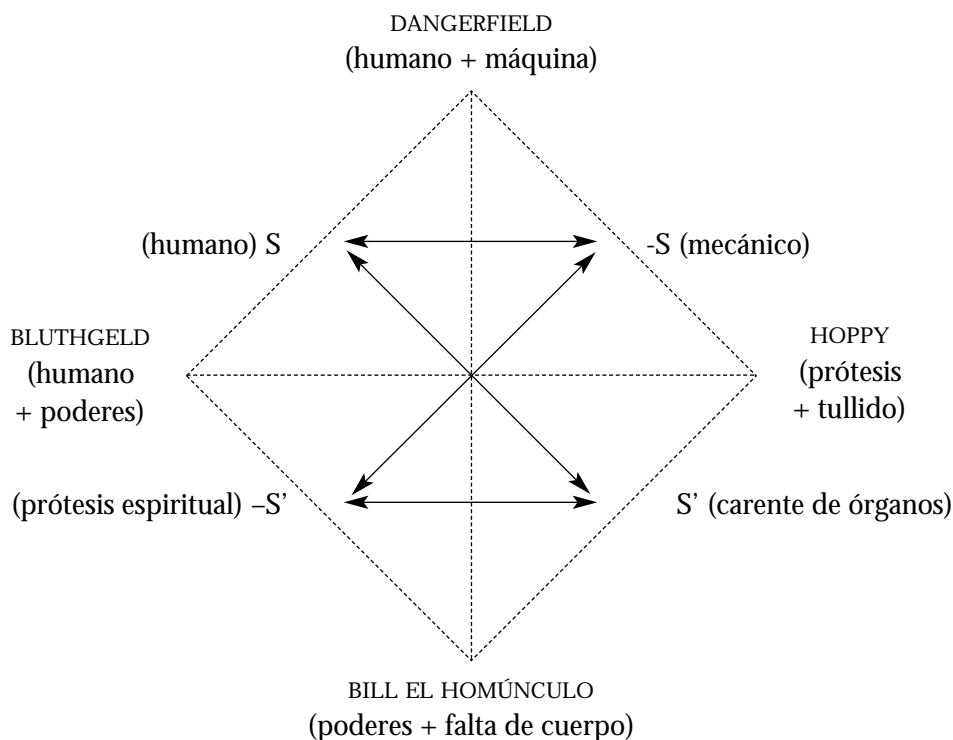 DANGERFIELD
(humano + máquina)
(humano) S
-S (mecánico)
BLUTHGELD
(humano
+ poderes)
HOPPY
(prótesis
+ tullido)
(prótesis espiritual) –S’
S’ (carente de órganos)
BILL EL HOMÚNCULO
(poderes + falta de cuerpo)